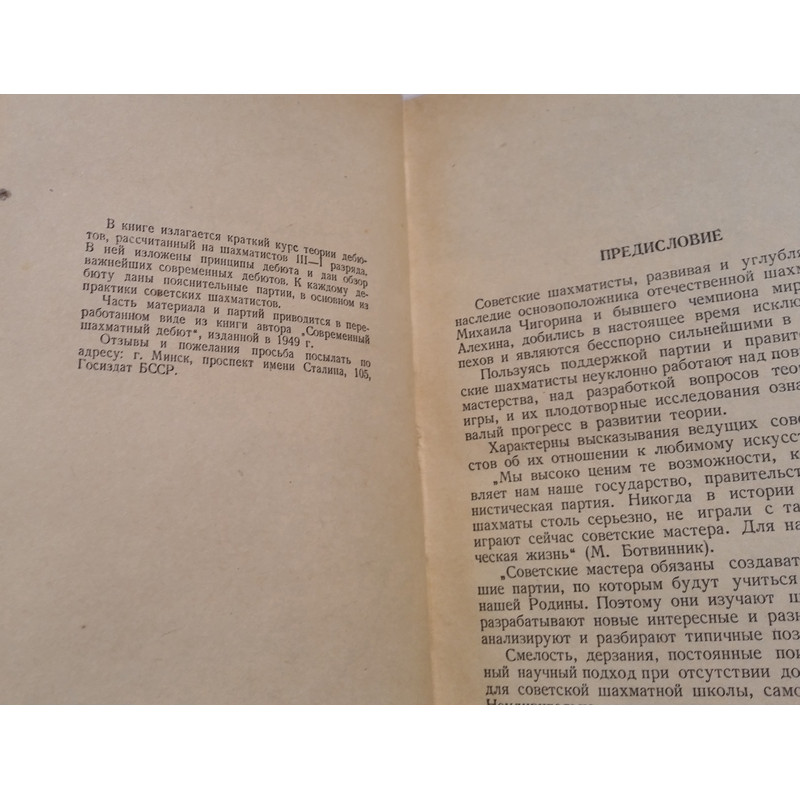 В книге излагается краткий курс теории дебю-
тов, рассчитанный на шахматистов III—I разряда.
В ней изложены принципы дебюта и дан обзор
важнейших современных дебютов. К каждому де-
бюту даны пояснительные партии, в основном из
практики советских шахматистов.
Часть материала и партий приводится в пере-
работанном виде из книги автора „Современный
шахматный дебют", изданной в 1949 г.
Отзывы и пожелания просьба посылать по
адресу: г. Минск, проспект имени Сталина, 105,
Госиздат БССР.
ПРЕДИСЛОВИЕ
Советские шахматисты, развивая и углубля
наследие основоположника отечественной шахм
Михаила Чигорина и бывшего чемпиона мир
Алехина, добились в настоящее время исклю
пехов и являются бесспорно сильнейшими в
Пользуясь поддержкой партии и правите
ские шахматисты неуклонно работают над повы
мастерства, над разработкой вопросов теор
игры, и их плодотворные исследования озна
валый прогресс в развитии теории.
Характерны высказывания ведущих сове
стов об их отношении к любимому искусст
„Мы высоко ценим те возможности, к
вляет нам наше государство, правительст
нистическая партия. Никогда в истории
шахматы столь серьезно, не играли с та
играют сейчас советские мастера. Для на
ческая жизнь“ (М. Ботвинник).
„Советские мастера обязаны создават
шие партии, по которым будут учиться
нашей Родины. Поэтому они изучают ш
разрабатывают новые интересные и разн
анализируют и разбирают типичные поз
Смелость, дерзания, постоянные пои
ный научный подход при отсутствии до
для советской шахматной школы, само